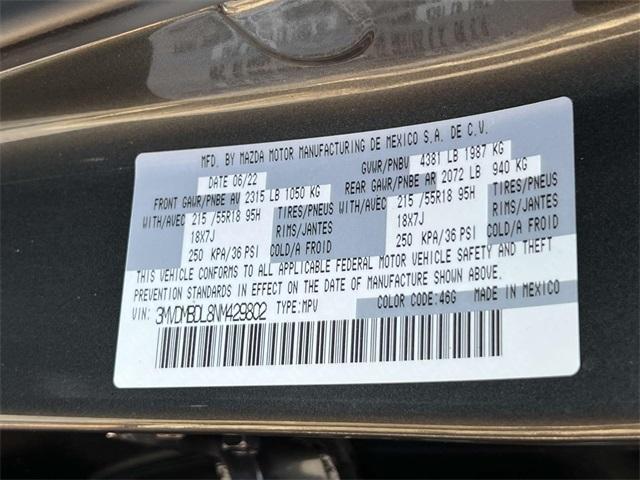 MFD. BY MAZDA MOTOR MANUFACTURING DE MEXICO S.A. DE C.V.
DATE 06/22 GVWR/PNBV 4381 LB 1987 KG
FRONT GAWR/PNBE AV 2315 LB 1050 KG REAR GAWR/PNBE AR 2072 LB 940 KG
WITH/AVEC 215 /55R18 95H TIRES/PNEUS WITH/AVEC 215 /55R18 95H TIRES/PNEUS
18X7J RIMS/JANTES 18X7J RIMS/JANTES
250 KPA/36 PSI COLD/A FROID 250 KPA/36 PSI COLD/A FROID
THIS VEHICLE CONFORMS TO ALL APPLICABLE FEDERAL MOTOR VEHICLE SAFETY AND THEFT
PREVENTION STANDARDS IN EFFECT ON THE DATE OF MANUFACTURE SHOWN ABOVE.
VIN: 3MVDMBDL8NM429802 TYPE:MPV COLOR CODE:46G MADE IN MEXICO